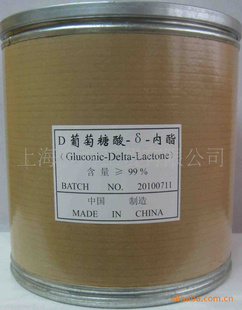 D 葡萄糖酸-δ-内酯
(Gluconic-Delta-Lactone)
含 量 ≥ 99 %
BATCH NO. 20100711
中国 制造
MADE IN CHINA